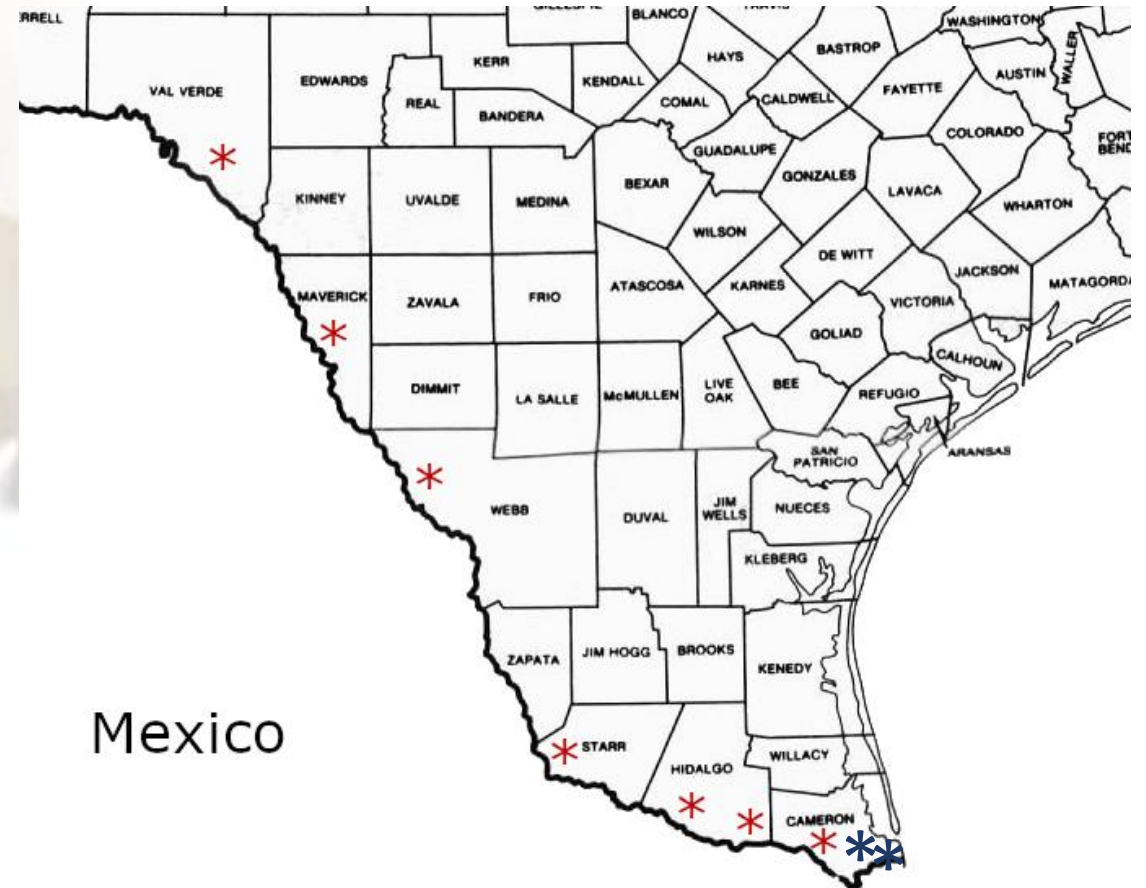 BLANCO
WASHINGTON
HAYS
BASTROP
WALLER
KERR
AUSTIN
EDWARDS
KENDALL
VAL VERDE
FAYETTE
REAL
COMAL
CALDWELL
BANDERA
COLORADO
FORT
BEND
GUADALUPE
GONZALES
BEXAR
LAVACA
KINNEY
UVALDE
MEDINA
WHARTON
WILSON
DE WITT
JACKSON
MAVERICK
ZAVALA
FRIO
ATASCOSA
KARNES
VICTORIA
MATAGORDA
GOLIAD
CALHOUN
DIMMIT
LA SALLE
McMULLEN
LIVE
OAK
BEE
REFUGIO
ARANSAS
SAN
PATRICIO
WEBB
DUVAL
JIM
WELLS
NUECES
KLEBERG
ZAPATA
JIM HOGG
BROOKS
KENEDY
Mexico
STARR
HIDALGO
WILLACY
CAMERON